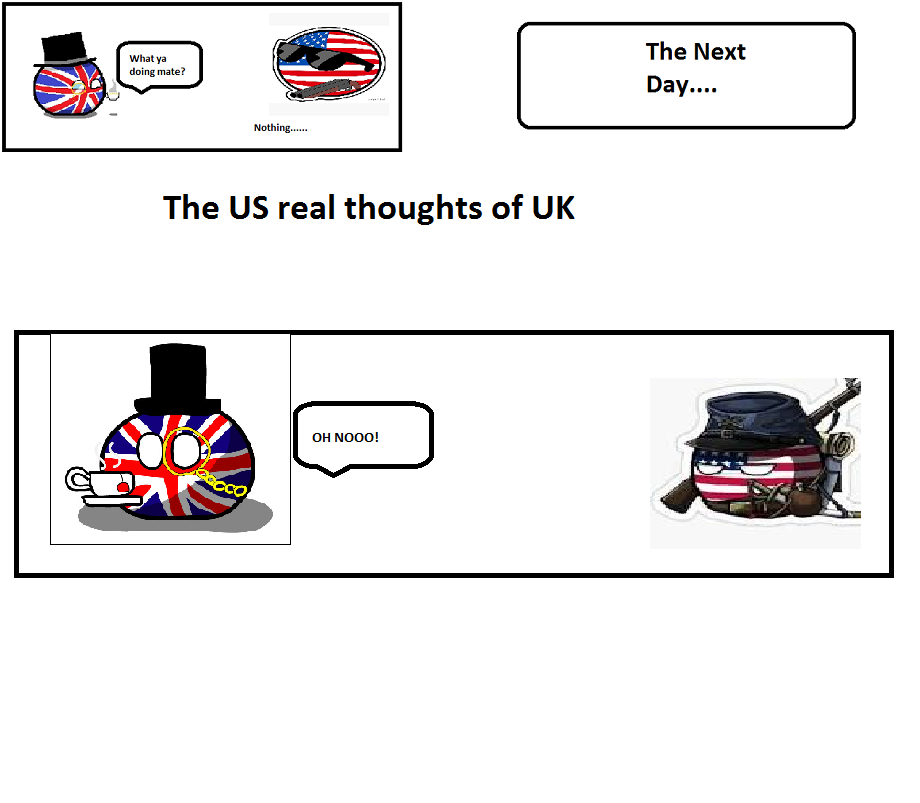 What ya
doing mate?
Nothing......
The Next
Day....
The US real thoughts of UK
OH NOOO!